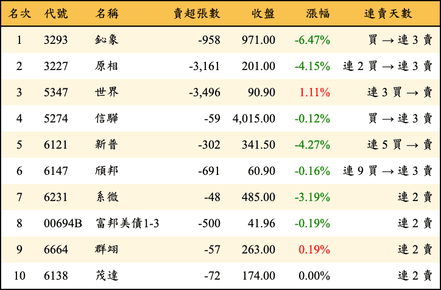 名次 代號 名稱 賣超張數 收盤 漲幅 連賣天數
1 3293 鈊象 -958 971.00 -6.47% 買 → 連 3 賣
2 3227 原相 -3,161 201.00 -4.15% 連 2 買 → 連 3 賣
3 5347 世界 -3,496 90.90 1.11% 連 3 買 → 賣
4 5274 信驊 -59 4,015.00 -0.12% 買 → 連 3 賣
5 6121 新普 -302 341.50 -4.27% 連 5 買 → 賣
6 6147 頎邦 -691 60.90 -0.16% 連 9 買 → 連 3 賣
7 6231 系微 -48 485.00 -3.19% 連 2 賣
8 00694B 富邦美債1-3 -500 41.96 -0.19% 連 2 賣
9 6664 群翊 -57 263.00 0.19% 連 2 賣
10 6138 茂達 -72 174.00 0.00% 連 2 賣